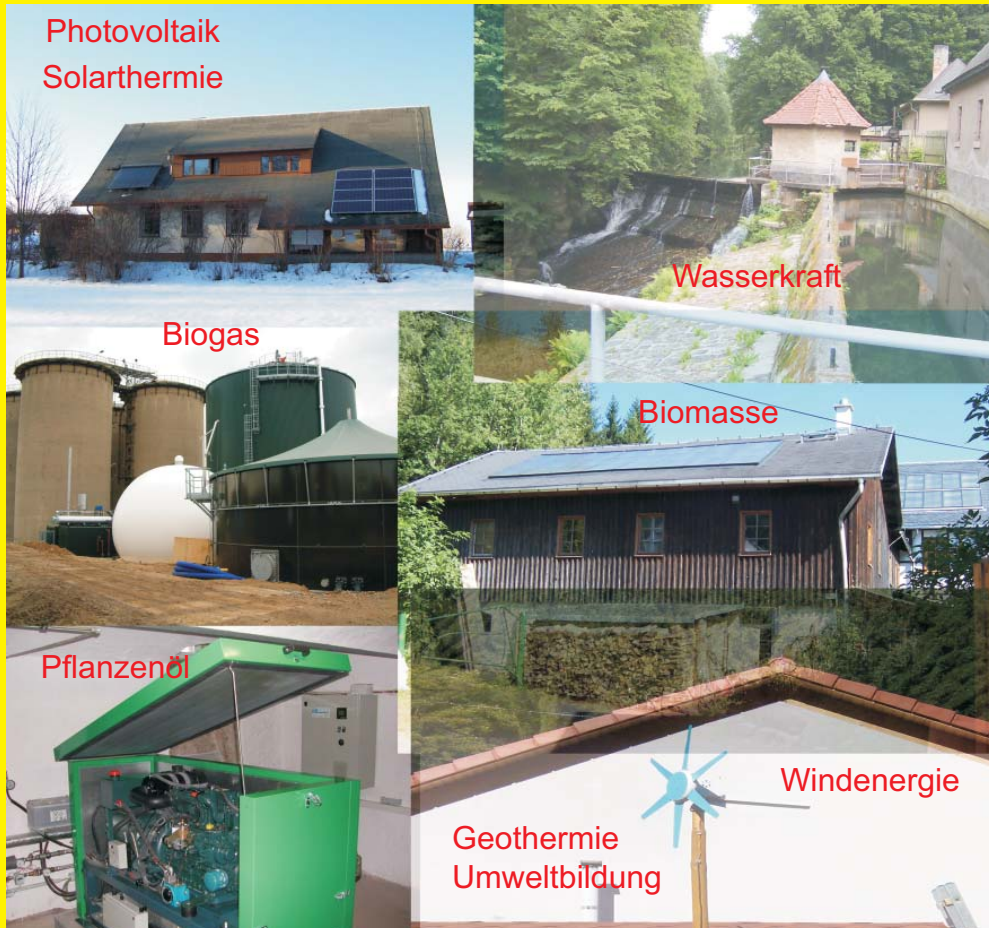 Photovoltaik
Solarthermie
Wasserkraft
Biogas
Biomasse
Pflanzenöl
Windenergie
Geothermie
Umweltbildung